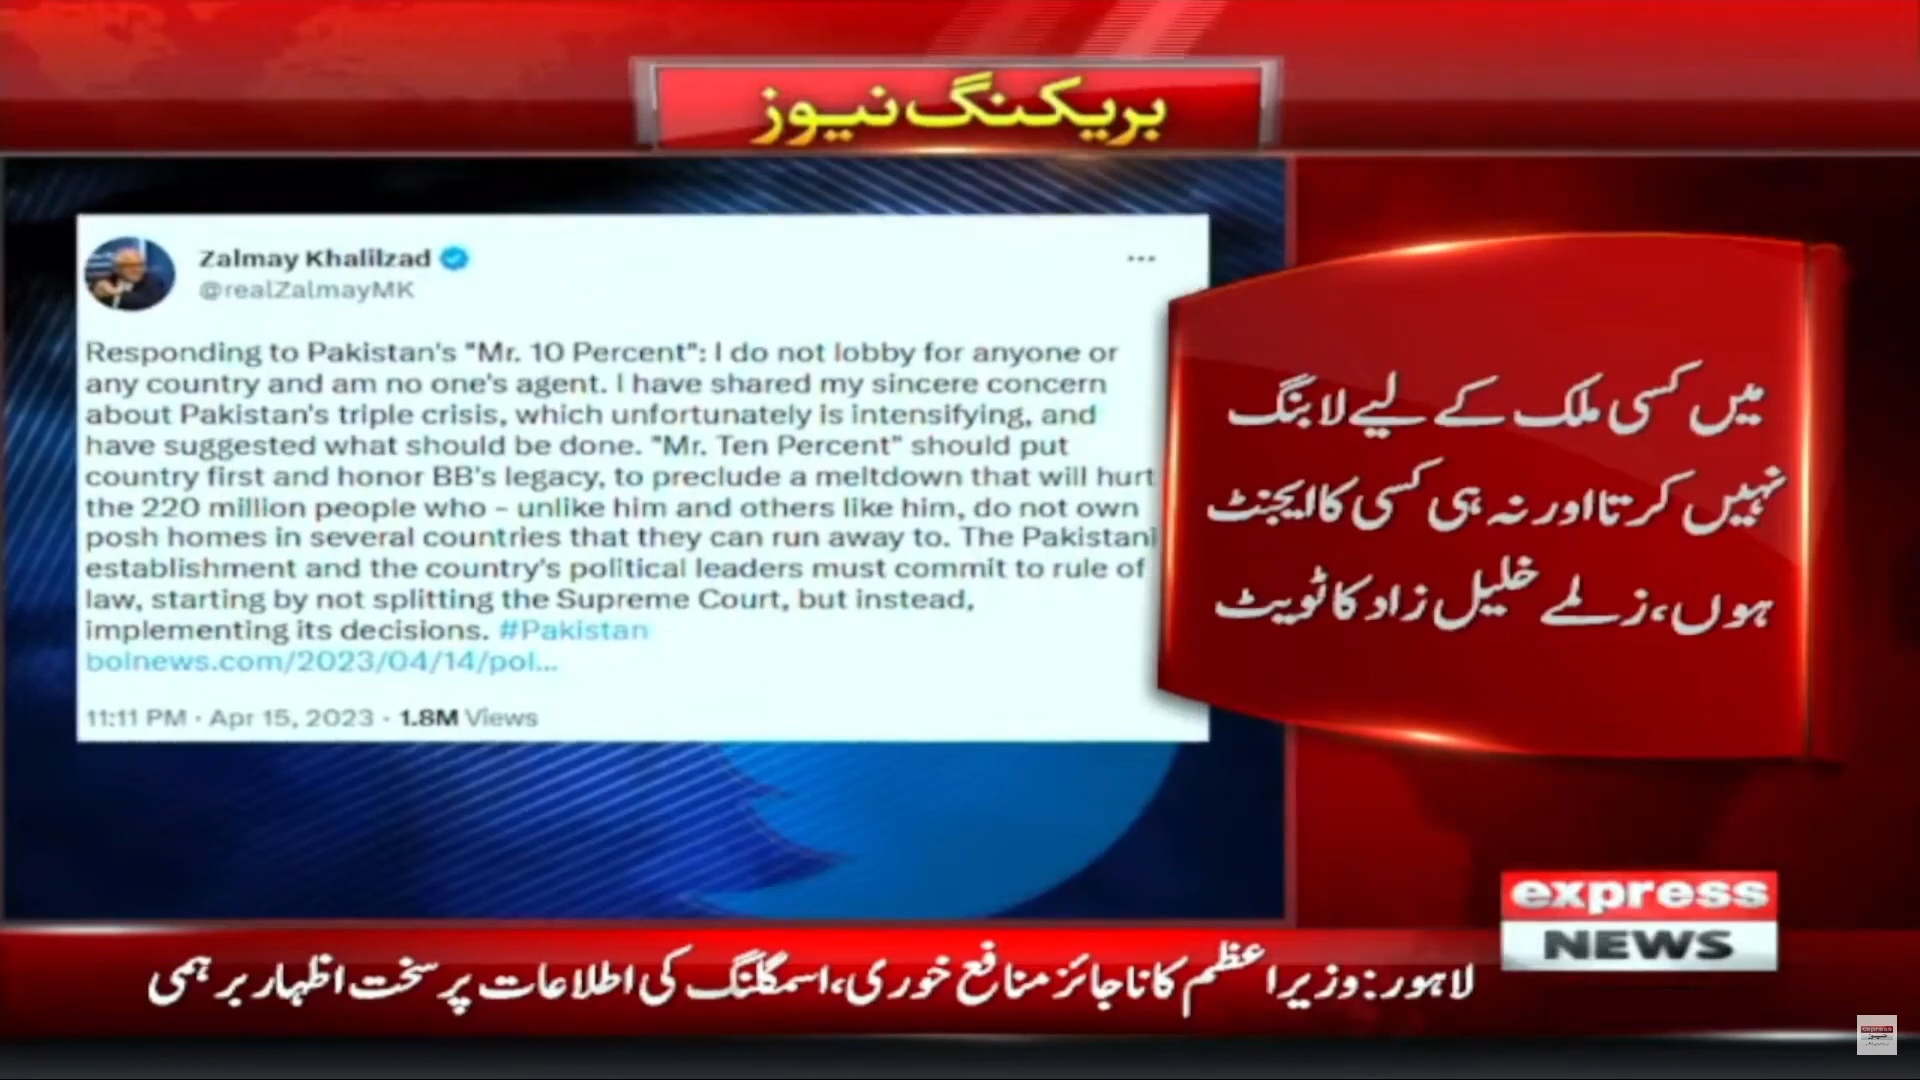 بریکنگ نیوز
Zalmay Khalilzad
@realZalmayMK
Responding to Pakistan's "Mr. 10 Percent": I do not lobby for anyone or
any country and am no one's agent. I have shared my sincere concern
about Pakistan's triple crisis, which unfortunately is intensifying, and
have suggested what should be done. "Mr. Ten Percent" should put
country first and honor BB's legacy, to preclude a meltdown that will hurt
the 220 million people who – unlike him and others like him, do not own
posh homes in several countries that they can run away to. The Pakistani
establishment and the country's political leaders must commit to rule of
law, starting by not splitting the Supreme Court, but instead,
implementing its decisions. #Pakistan
bolnews.com/2023/04/14/pol...
11:11 PM · Apr 15, 2023 · 1.8M Views
میں کسی ملک کے لیے لابنگ
نہیں کرتا اور نہ ہی کسی کا ایجنٹ
ہوں، زلمے خلیل زاد کا ٹویٹ
express
NEWS
لاہور: وزیراعظم کا ناجائز منافع خوری، اسمگلنگ کی اطلاعات پر سخت اظہار برہمی
express